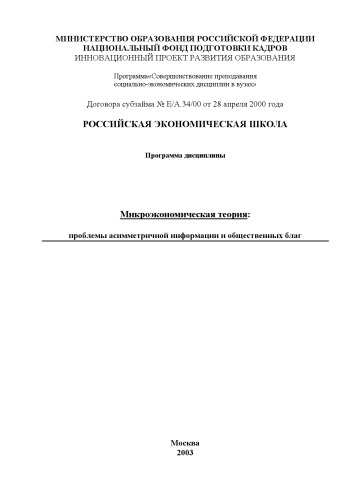 МИНИСТЕРСТВО ОБРАЗОВАНИЯ РОССИЙСКОЙ ФЕДЕРАЦИИ
НАЦИОНАЛЬНЫЙ ФОНД ПОДГОТОВКИ КАДРОВ
ИННОВАЦИОННЫЙ ПРОЕКТ РАЗВИТИЯ ОБРАЗОВАНИЯ
Программа«Совершенствование преподавания
социально-экономических дисциплин в вузах»
Договора субзайма № Е/А.34/00 от 28 апреля 2000 года
РОССИЙСКАЯ ЭКОНОМИЧЕСКАЯ ШКОЛА
Программа дисциплины
Микроэкономическая теория:
проблемы асимметричной информации и общественных благ
Москва
2003